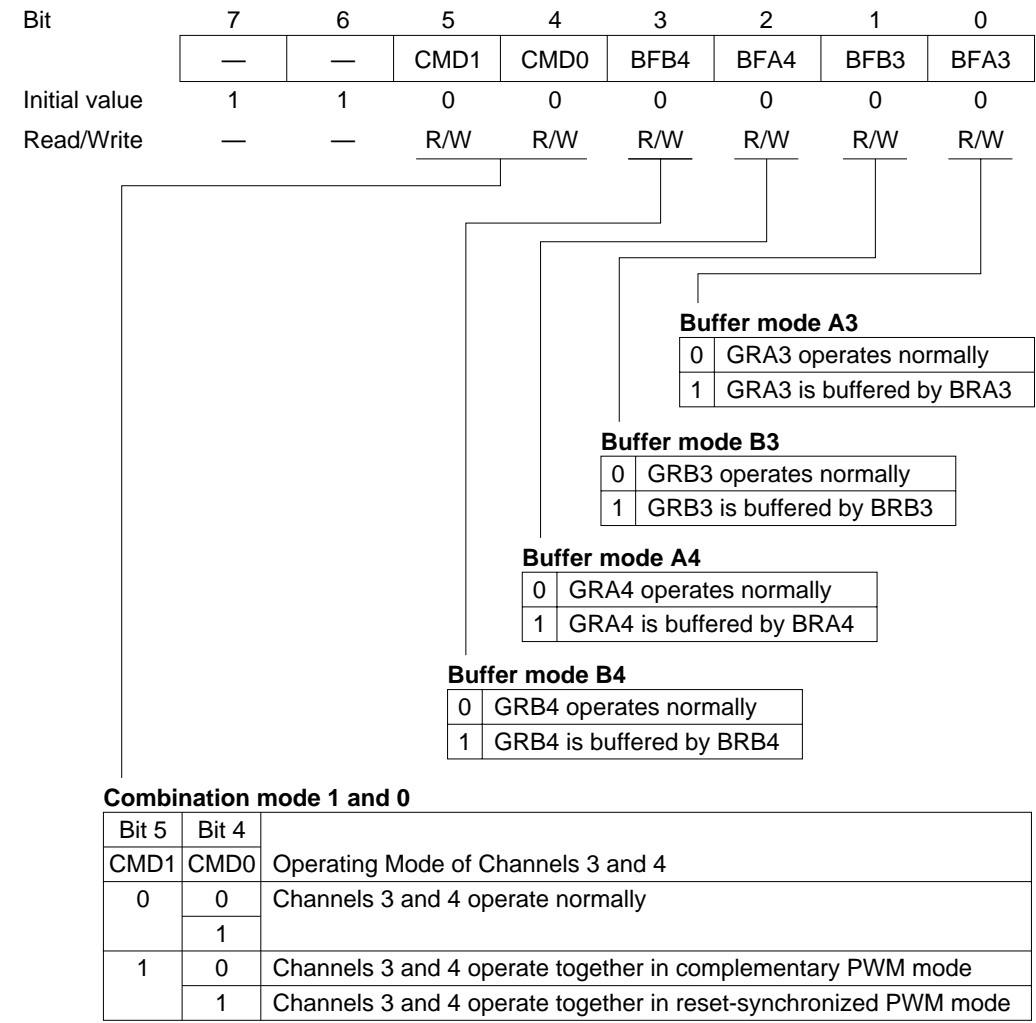 Bit 7 6 5 4 3 2 1 0
— — CMD1 CMD0 BFB4 BFA4 BFB3 BFA3
Initial value 1 1 0 0 0 0 0 0
Read/Write — — R/W R/W R/W R/W R/W R/W
Buffer mode A3
0 GRA3 operates normally
1 GRA3 is buffered by BRA3
Buffer mode B3
0 GRB3 operates normally
1 GRB3 is buffered by BRB3
Buffer mode A4
0 GRA4 operates normally
1 GRA4 is buffered by BRA4
Buffer mode B4
0 GRB4 operates normally
1 GRB4 is buffered by BRB4
Combination mode 1 and 0
Bit 5 Bit 4
CMD1 CMD0 Operating Mode of Channels 3 and 4
0 0 Channels 3 and 4 operate normally
1
1 0 Channels 3 and 4 operate together in complementary PWM mode
1 Channels 3 and 4 operate together in reset-synchronized PWM mode